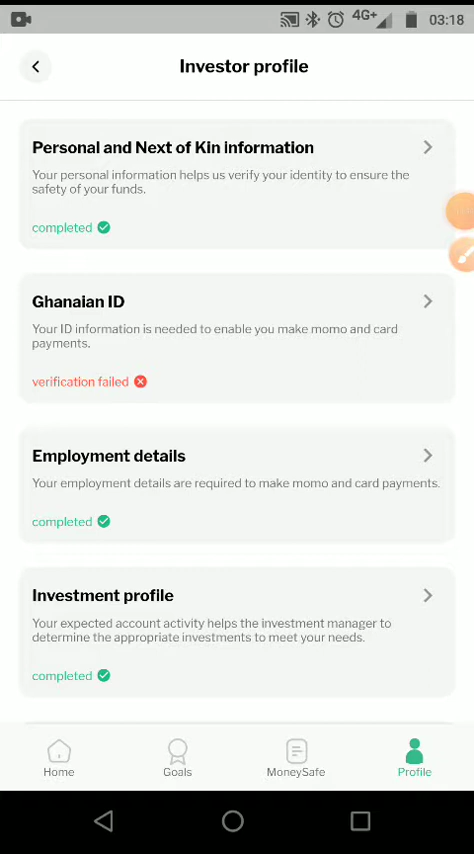 4G+ 03:18
Investor profile
Personal and Next of Kin information
Your personal information helps us verify your identity to ensure the
safety of your funds.
completed
Ghanaian ID
Your ID information is needed to enable you make momo and card
payments.
verification failed
Employment details
Your employment details are required to make momo and card payments.
completed
Investment profile
Your expected account activity helps the investment manager to
determine the appropriate investments to meet your needs.
completed
Home Goals MoneySafe Profile